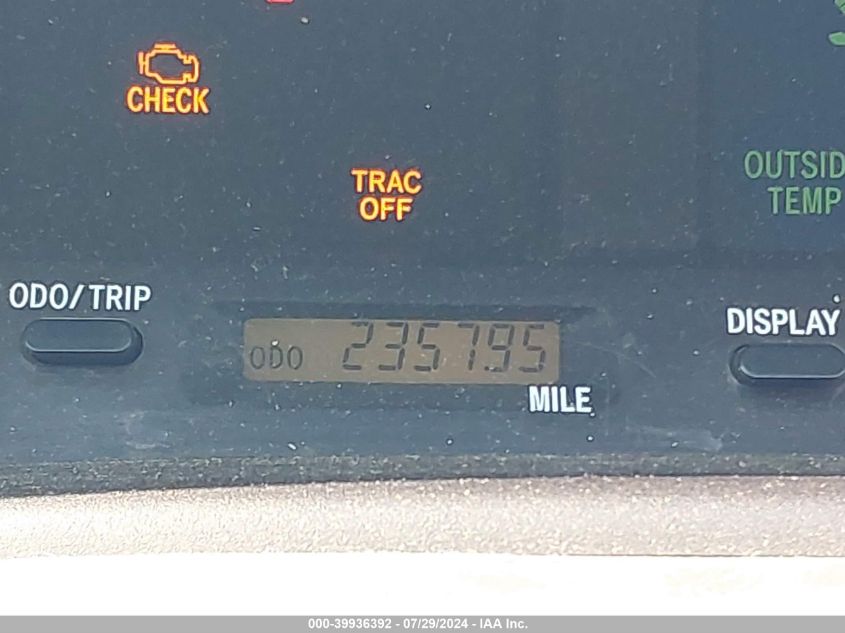 CHECK
TRAC
OFF
OUTSID
TEMP
ODO/TRIP
DISPLAY
ODO 235795
MILE
000-39936392 - 07/29/2024 - IAA Inc.